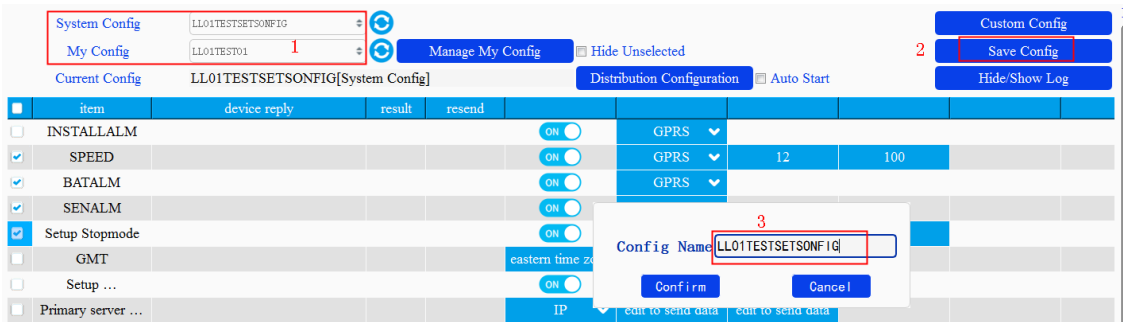 System Config LL01TESTSETSONFIG Custom Config
My Config LL01TEST01 1 Manage My Config Hide Unselected 2 Save Config
Current Config LL01TESTSETSONFIG[System Config] Distribution Configuration Auto Start Hide/Show Log
item device reply result resend
INSTALLALM ON GPRS
SPEED ON GPRS 12 100
BATALM ON GPRS
SENALM ON
3
Setup Stopmode ON
Config Name LL01TESTSETSONFIG
GMT eastern time zo
Setup ... ON
Confirm Cancel
Primary server ... IP edit to send data edit to send data